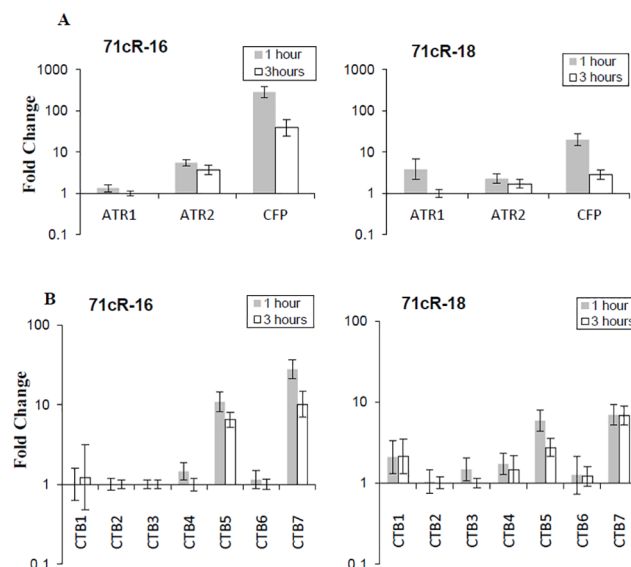 A
71cR-16
1 hour
3hours
Fold Change
1000
100
10
1
0.1
ATR1 ATR2 CFP
71cR-18
1 hour
3 hours
1000
100
10
1
0.1
ATR1 ATR2 CFP
B
71cR-16
1 hour
3 hours
Fold Change
100
10
1
0.1
CTB1 CTB2 CTB3 CTB4 CTB5 CTB6 CTB7
71cR-18
1 hour
3 hours
100
10
1
0.1
CTB1 CTB2 CTB3 CTB4 CTB5 CTB6 CTB7